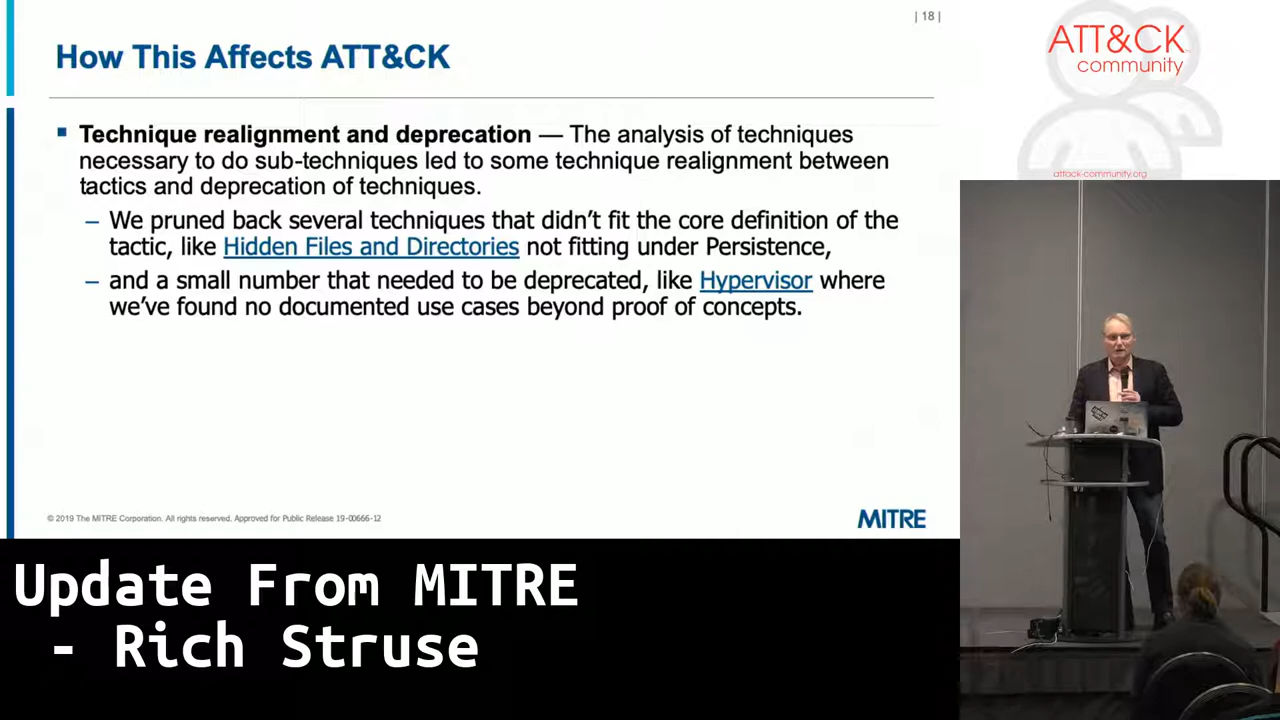 | 18 |
How This Affects ATT&CK
▪ Technique realignment and deprecation — The analysis of techniques
necessary to do sub-techniques led to some technique realignment between
tactics and deprecation of techniques.
– We pruned back several techniques that didn't fit the core definition of the
tactic, like Hidden Files and Directories not fitting under Persistence,
– and a small number that needed to be deprecated, like Hypervisor where
we've found no documented use cases beyond proof of concepts.
© 2019 The MITRE Corporation. All rights reserved. Approved for Public Release 19-00666-12
MITRE
ATT&CK
community
attack-community.org
Update From MITRE
- Rich Struse